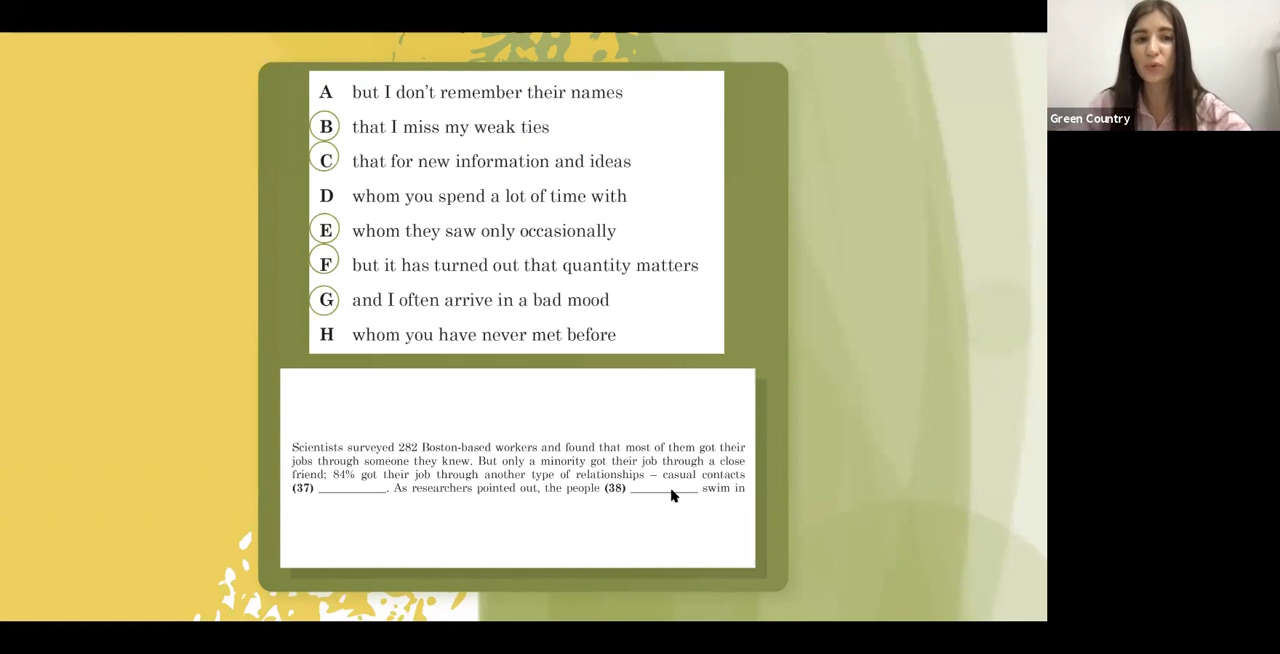 A but I don’t remember their names
B that I miss my weak ties
C that for new information and ideas
D whom you spend a lot of time with
E whom they saw only occasionally
F but it has turned out that quantity matters
G and I often arrive in a bad mood
H whom you have never met before
Scientists surveyed 282 Boston-based workers and found that most of them got their
jobs through someone they knew. But only a minority got their job through a close
friend; 84% got their job through another type of relationships – casual contacts
(37) __________. As researchers pointed out, the people (38) __________ swim in
Green Country